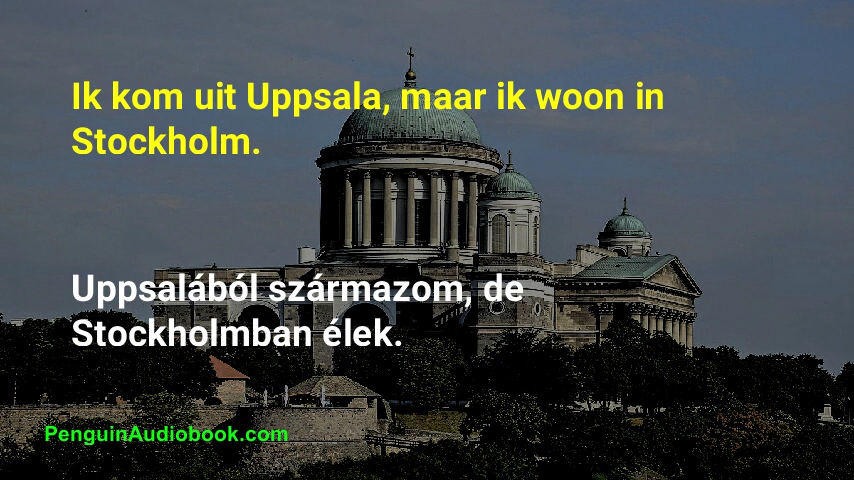 Ik kom uit Uppsala, maar ik woon in
Stockholm.
Uppsalából származom, de
Stockholmban élek.
PenguinAudiobook.com